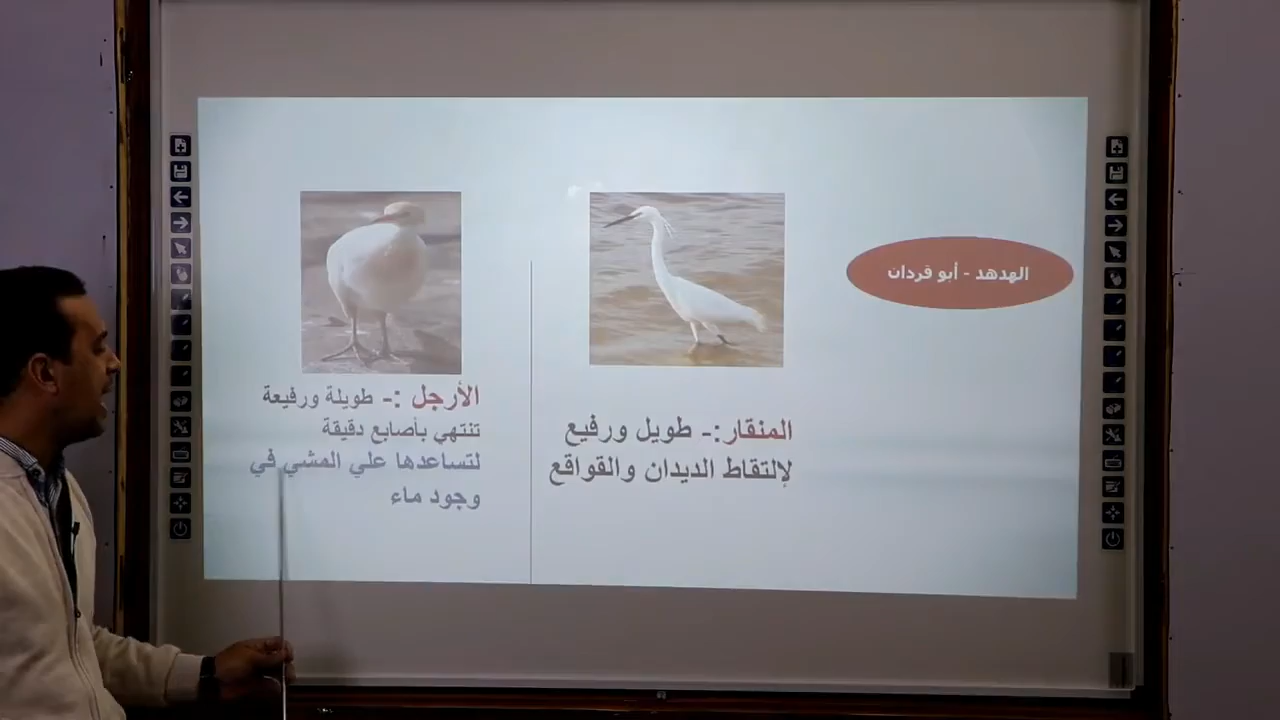 الهدهد - أبو قردان
المنقار:- طويل ورفيع
لإلتقاط الديدان والقواقع
الأرجل :- طويلة ورفيعة
تنتهي بأصابع دقيقة
لتساعدها علي المشي في
وجود ماء